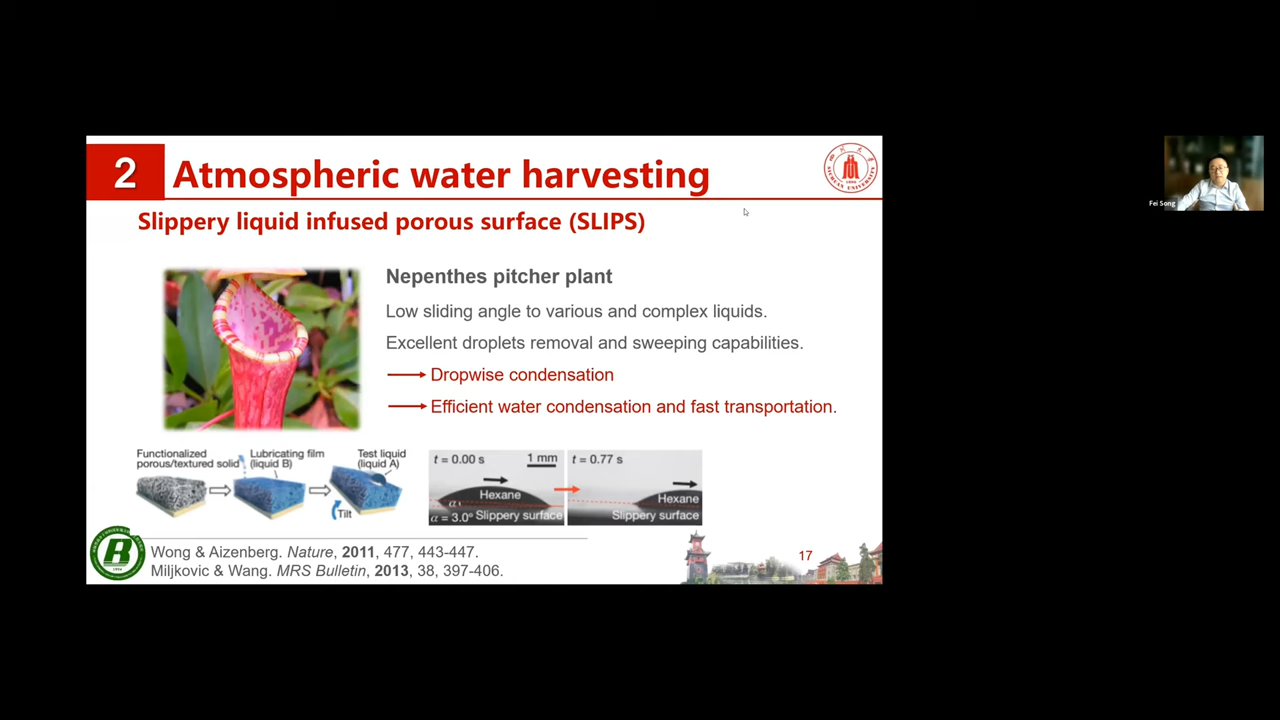 2 Atmospheric water harvesting
Slippery liquid infused porous surface (SLIPS)
Nepenthes pitcher plant
Low sliding angle to various and complex liquids.
Excellent droplets removal and sweeping capabilities.
Dropwise condensation
Efficient water condensation and fast transportation.
Functionalized
porous/textured solid
Lubricating film
(liquid B)
Test liquid
(liquid A)
Tilt
t = 0.00 s
1 mm
Hexane
α
α = 3.0° Slippery surface
t = 0.77 s
Hexane
Slippery surface
Wong & Aizenberg. Nature, 2011, 477, 443-447.
Miljkovic & Wang. MRS Bulletin, 2013, 38, 397-406.
17
Fei Song